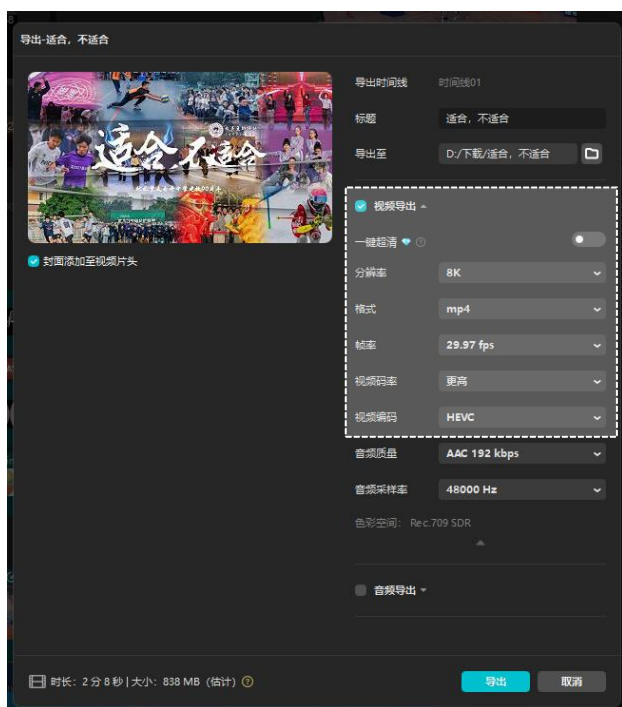 导出-适合，不适合
适合,不适合
封面添加至视频片头
导出时间线 时间线01
标题 适合，不适合
导出至 D:/下载/适合，不适合
视频导出
一键超清
分辨率 8K
格式 mp4
帧率 29.97 fps
视频码率 更高
视频编码 HEVC
音频质量 AAC 192 kbps
音频采样率 48000 Hz
色彩空间： Rec.709 SDR
音频导出
时长：2分8秒 | 大小：838 MB（估计）
导出 取消